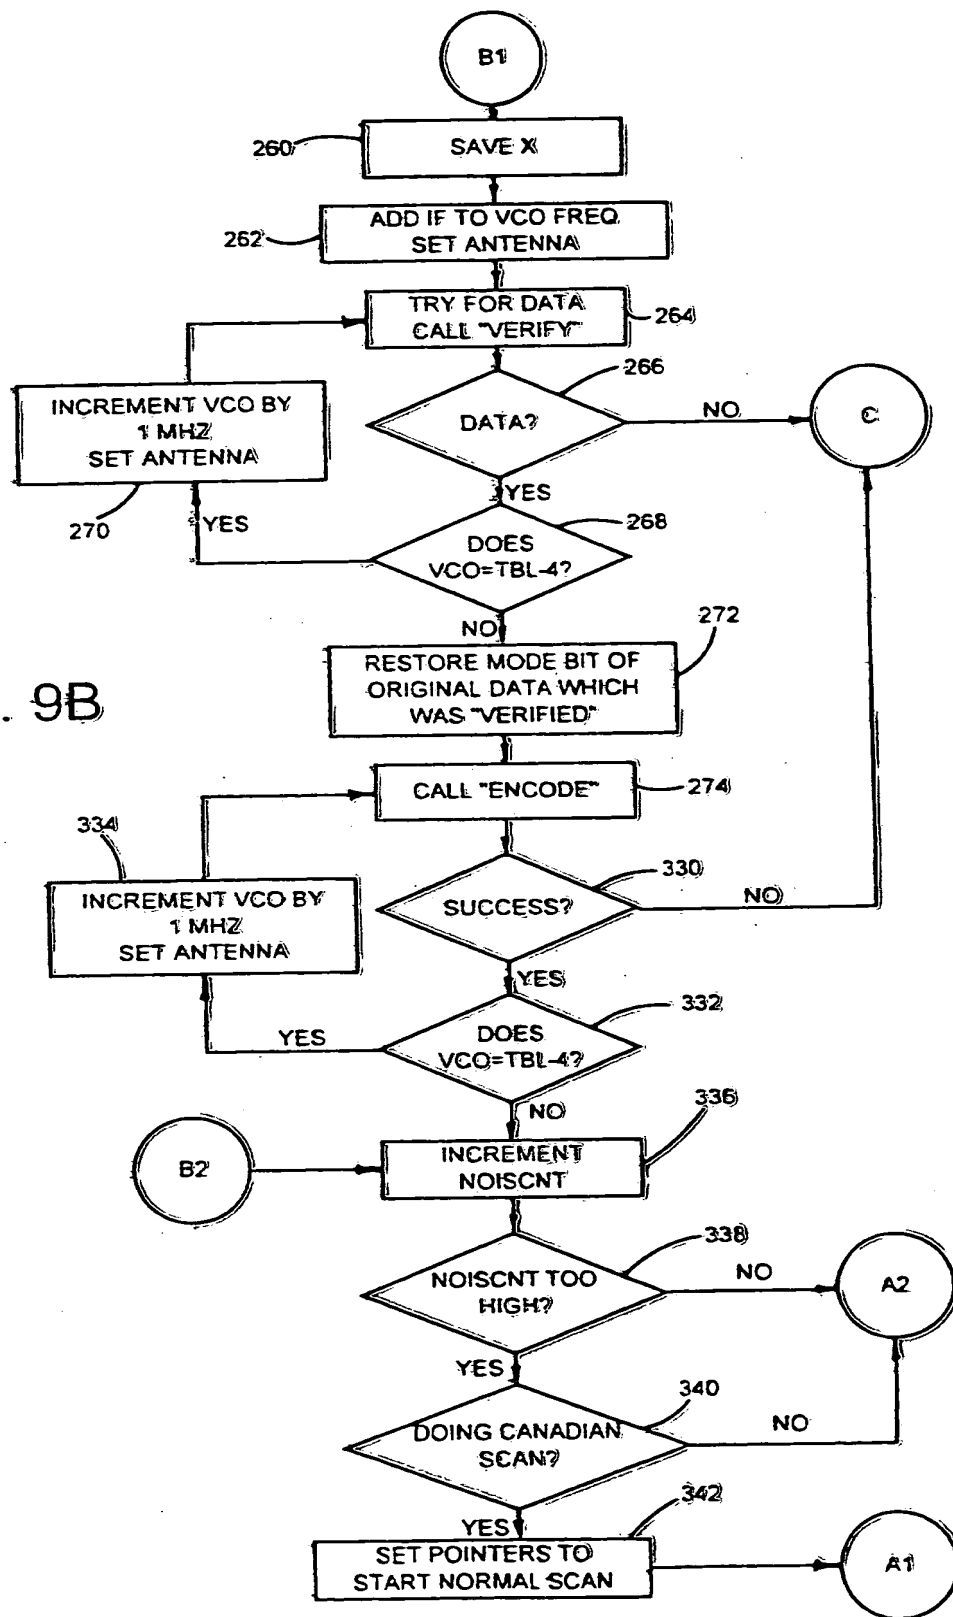 B1
260
SAVE X
262
ADD IF TO VCO FREQ.
SET ANTENNA
TRY FOR DATA
CALL "VERIFY"
264
266
INCREMENT VCO BY
1 MHZ
SET ANTENNA
DATA?
NO
C
270
YES
YES
268
DOES
VCO=TBL-4?
NO
272
RESTORE MODE BIT OF
ORIGINAL DATA WHICH
WAS "VERIFIED"
. 9B
CALL "ENCODE"
274
334
330
INCREMENT VCO BY
1 MHZ
SET ANTENNA
SUCCESS?
NO
YES
332
YES
DOES
VCO=TBL-4?
NO
336
B2
INCREMENT
NOISCNT
338
NOISCNT TOO
HIGH?
NO
A2
YES
340
DOING CANADIAN
SCAN?
NO
342
YES
SET POINTERS TO
START NORMAL SCAN
A1